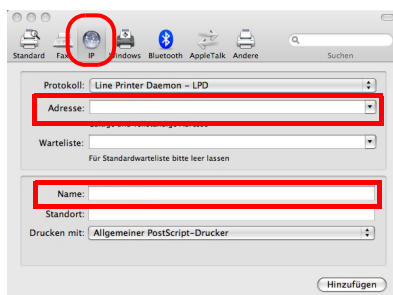 Standard Fax IP Windows Bluetooth AppleTalk Andere Suchen
Protokoll: Line Printer Daemon – LPD
Adresse:
Warteliste:
Für Standardwarteliste bitte leer lassen
Name:
Standort:
Drucken mit: Allgemeiner PostScript-Drucker
Hinzufügen